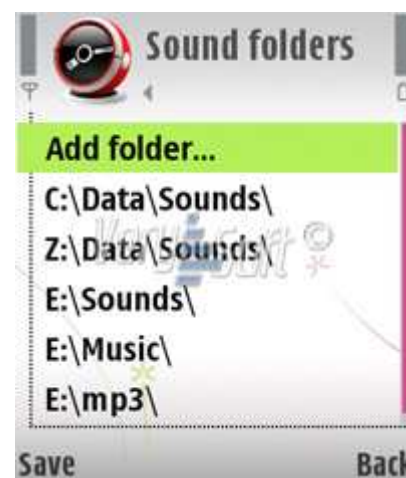 Sound folders
Add folder...
C:\Data\Sounds\
Z:\Data\Sounds\
E:\Sounds\
E:\Music\
E:\mp3\
Save Back